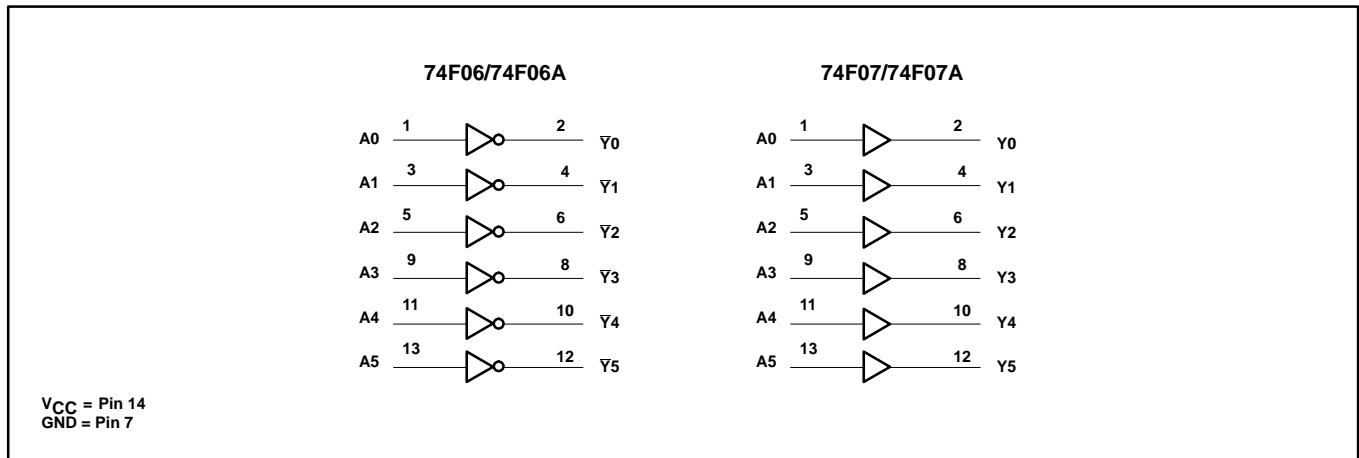 74F06/74F06A 74F07/74F07A
A0 1 2 Y̅0 A0 1 2 Y0
A1 3 4 Y̅1 A1 3 4 Y1
A2 5 6 Y̅2 A2 5 6 Y2
A3 9 8 Y̅3 A3 9 8 Y3
A4 11 10 Y̅4 A4 11 10 Y4
A5 13 12 Y̅5 A5 13 12 Y5
VCC = Pin 14
GND = Pin 7